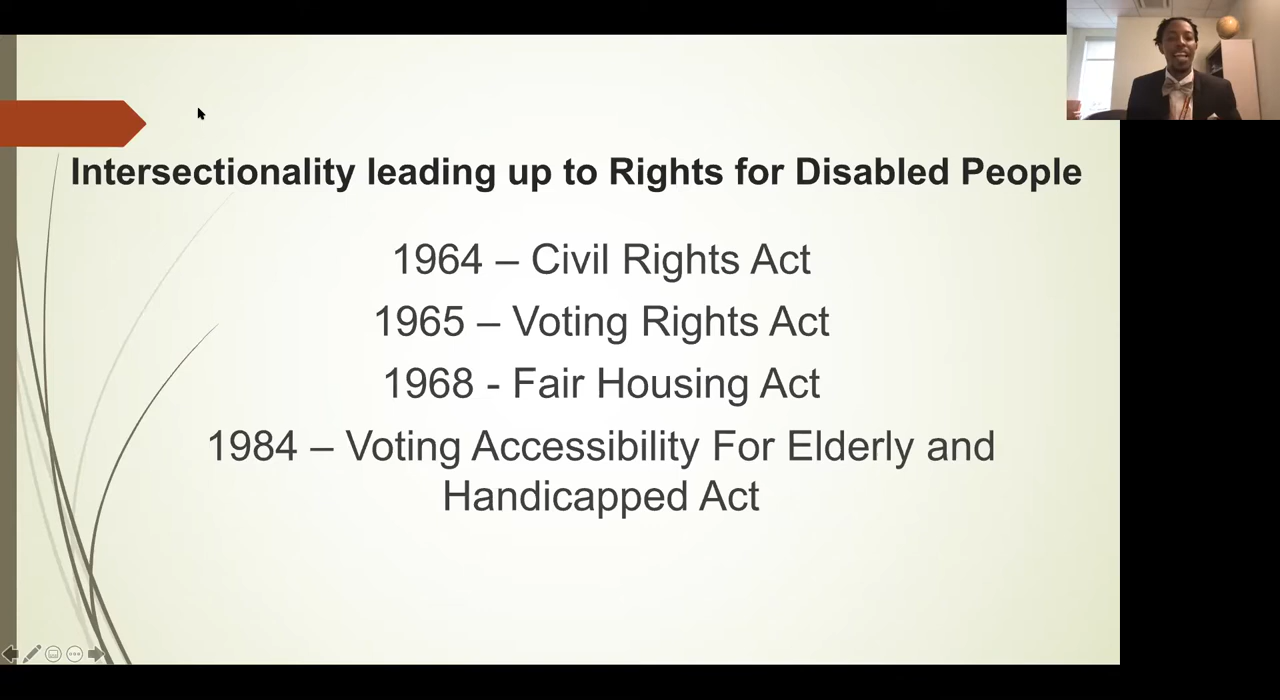 Intersectionality leading up to Rights for Disabled People
1964 – Civil Rights Act
1965 – Voting Rights Act
1968 - Fair Housing Act
1984 – Voting Accessibility For Elderly and
Handicapped Act